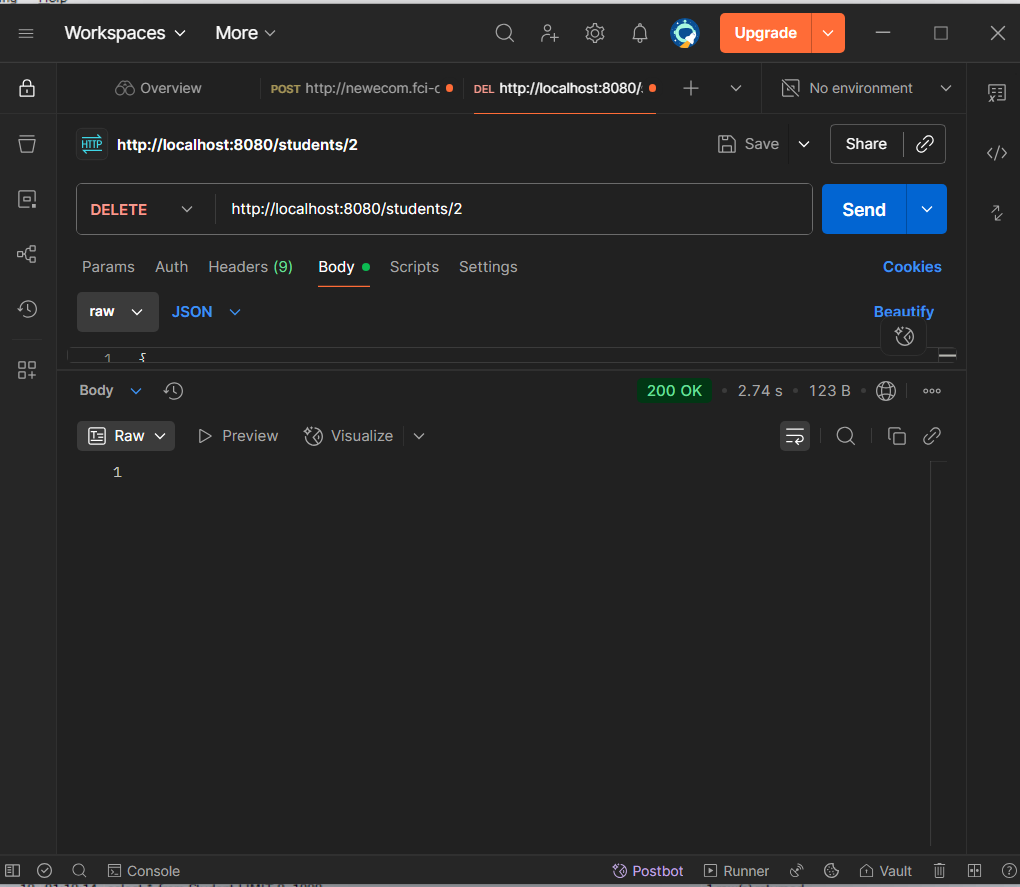 Workspaces More Upgrade
Overview POST http://newecom.fci-c DEL http://localhost:8080/ No environment
HTTP http://localhost:8080/students/2 Save Share
DELETE http://localhost:8080/students/2 Send
Params Auth Headers (9) Body Scripts Settings Cookies
raw JSON Beautify
1 {
Body 200 OK 2.74 s 123 B
Raw Preview Visualize
1
Console Postbot Runner Vault